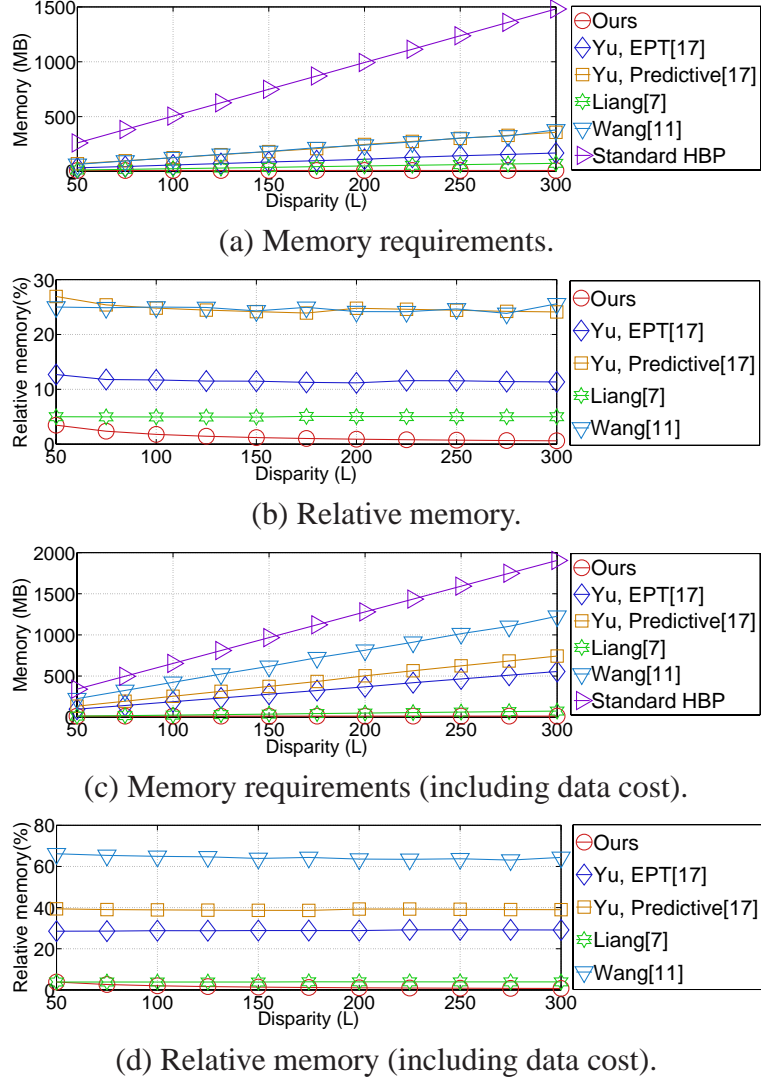 1500
1000
500
0
Memory (MB)
50 100 150 200 250 300
Disparity (L)
Ours
Yu, EPT[17]
Yu, Predictive[17]
Liang[7]
Wang[11]
Standard HBP
(a) Memory requirements.
30
20
10
0
Relative memory(%)
50 100 150 200 250 300
Disparity (L)
Ours
Yu, EPT[17]
Yu, Predictive[17]
Liang[7]
Wang[11]
(b) Relative memory.
2000
1500
1000
500
0
Memory (MB)
50 100 150 200 250 300
Disparity (L)
Ours
Yu, EPT[17]
Yu, Predictive[17]
Liang[7]
Wang[11]
Standard HBP
(c) Memory requirements (including data cost).
80
60
40
20
0
Relative memory(%)
50 100 150 200 250 300
Disparity (L)
Ours
Yu, EPT[17]
Yu, Predictive[17]
Liang[7]
Wang[11]
(d) Relative memory (including data cost).